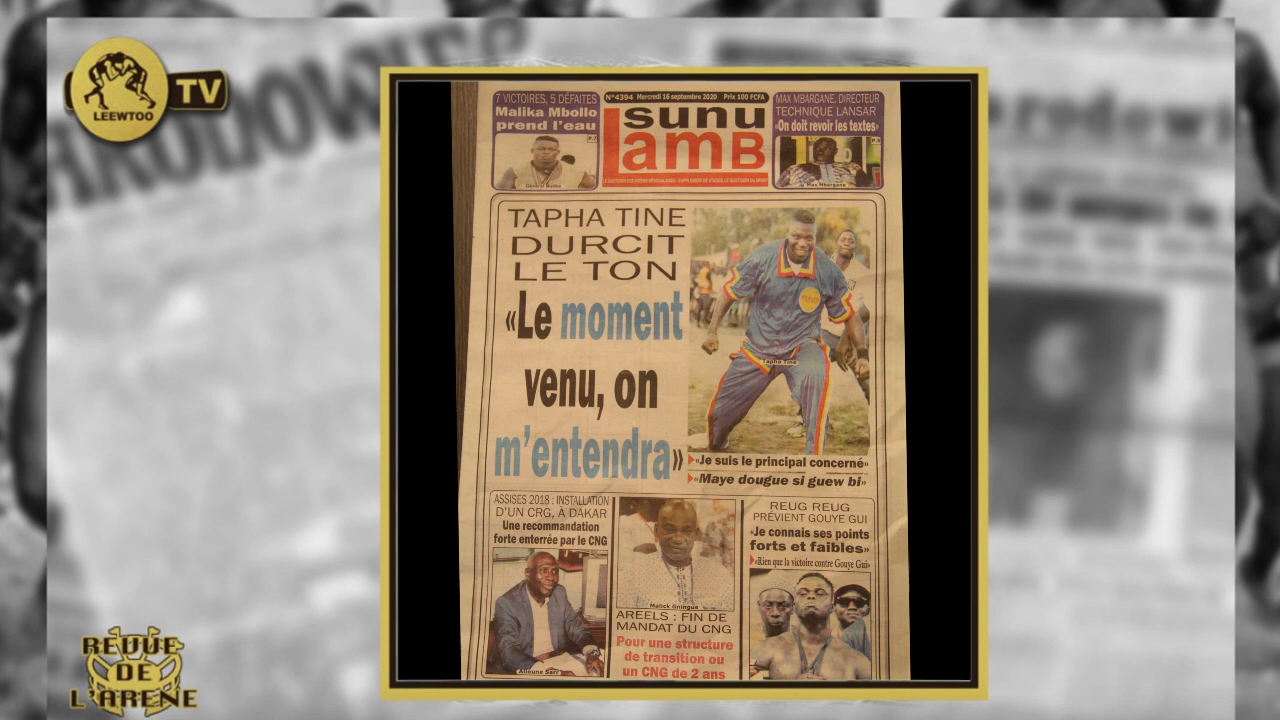 LEEWTOO
TV
7 VICTOIRES, 5 DÉFAITES
Malika Mbollo
prend l'eau
Général Malika
N°4394 Mercredi 16 septembre 2020 Prix 100 FCFA
sunu
Lamb
MAX MBARGANE, DIRECTEUR
TECHNIQUE LANSAR
«On doit revoir les textes»
Max Mbargane
TAPHA TINE
DURCIT
LE TON
«Le moment
venu, on
m'entendra»
Tapha Tine
«Je suis le principal concerné»
«Maye dougue si guew bi»
ASSISES 2018 : INSTALLATION
D'UN CRG, À DAKAR
Une recommandation
forte enterrée par le CNG
Alioune Sarr
Malick Gningue
AREELS : FIN DE
MANDAT DU CNG
Pour une structure
de transition ou
un CNG de 2 ans
REUG REUG
PRÉVIENT GOUYE GUI
«Je connais ses points
forts et faibles»
«Rien que la victoire contre Gouye Gui»
REVUE
DE
L'ARENE